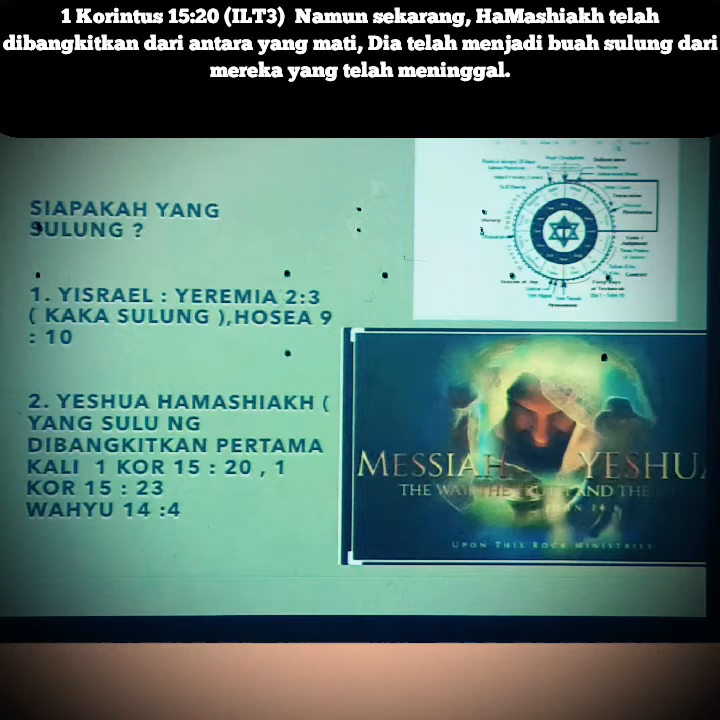 1 Korintus 15:20 (ILT3)  Namun sekarang, HaMashiakh telah
dibangkitkan dari antara yang mati, Dia telah menjadi buah sulung dari
mereka yang telah meninggal.
SIAPAKAH YANG
SULUNG ?
1. YISRAEL : YEREMIA 2:3
( KAKA SULUNG ),HOSEA 9
: 10
2. YESHUA HAMASHIAKH (
YANG SULU NG
DIBANGKITKAN PERTAMA
KALI  1 KOR 15 : 20 , 1
KOR 15 : 23
WAHYU 14 :4
MESSIAH YESHUA
THE WAY THE AND THE
UPON THIS ROCK MINISTRIES